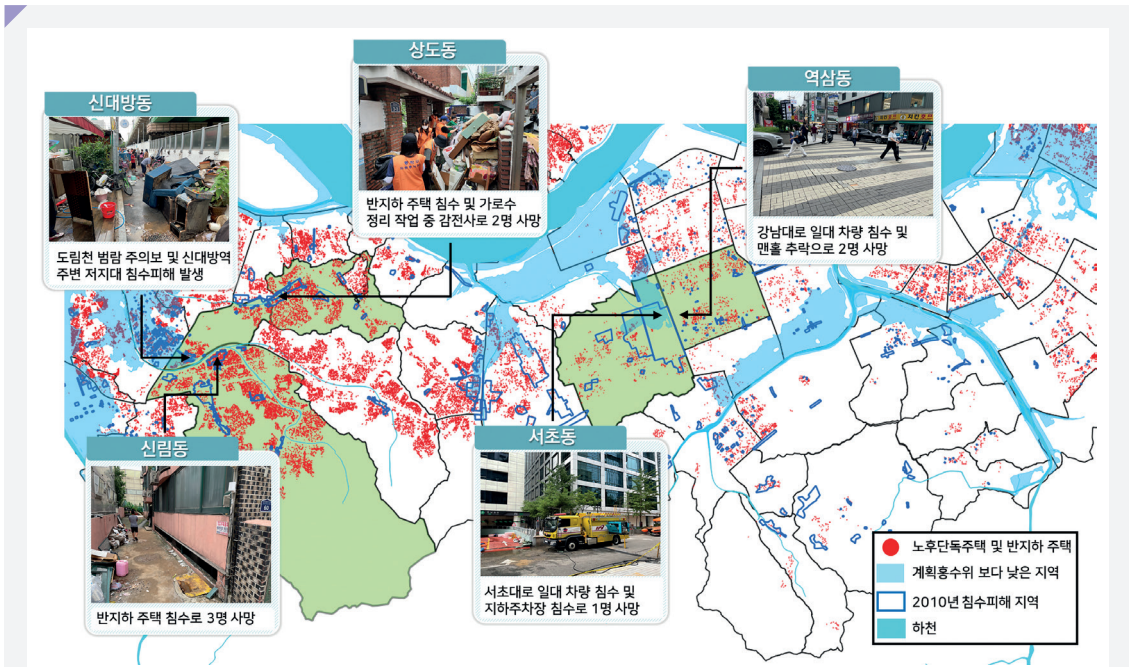 상도동
반지하 주택 침수 및 가로수
정리 작업 중 감전사로 2명 사망
역삼동
강남대로 일대 차량 침수 및
맨홀 추락으로 2명 사망
신대방동
도림천 범람 주의보 및 신대방역
주변 저지대 침수피해 발생
신림동
반지하 주택 침수로 3명 사망
서초동
서초대로 일대 차량 침수 및
지하주차장 침수로 1명 사망
노후단독주택 및 반지하 주택
계획홍수위 보다 낮은 지역
2010년 침수피해 지역
하천